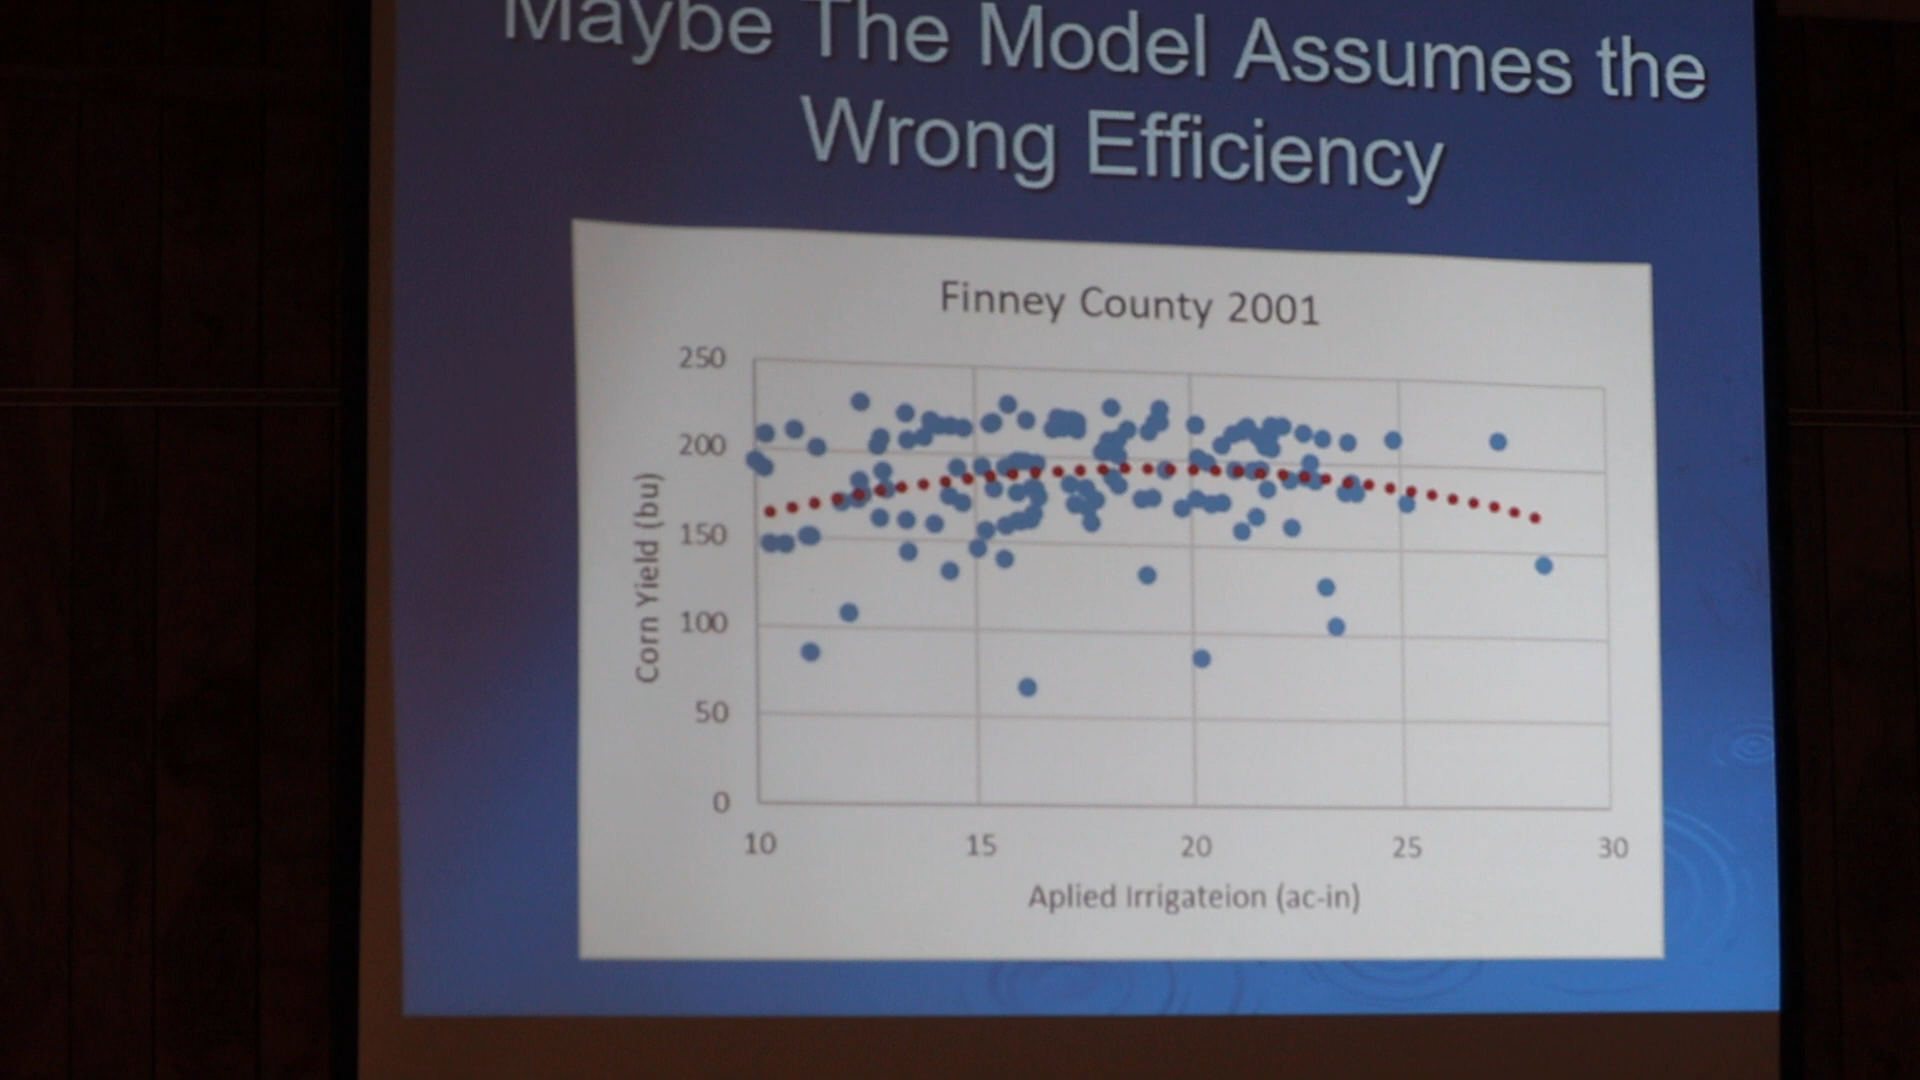 Maybe The Model Assumes the
Wrong Efficiency
Finney County 2001
250
200
150
100
50
0
Corn Yield (bu)
10 15 20 25 30
Aplied Irrigateion (ac-in)